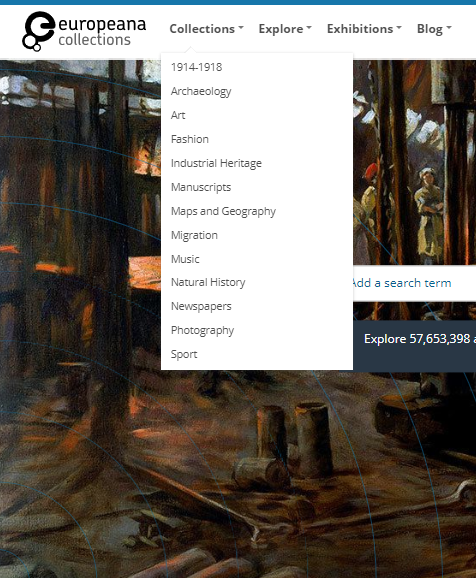 europeana
collections
Collections Explore Exhibitions Blog
1914-1918
Archaeology
Art
Fashion
Industrial Heritage
Manuscripts
Maps and Geography
Migration
Music
Natural History
Newspapers
Photography
Sport
Add a search term
Explore 57,653,398 a